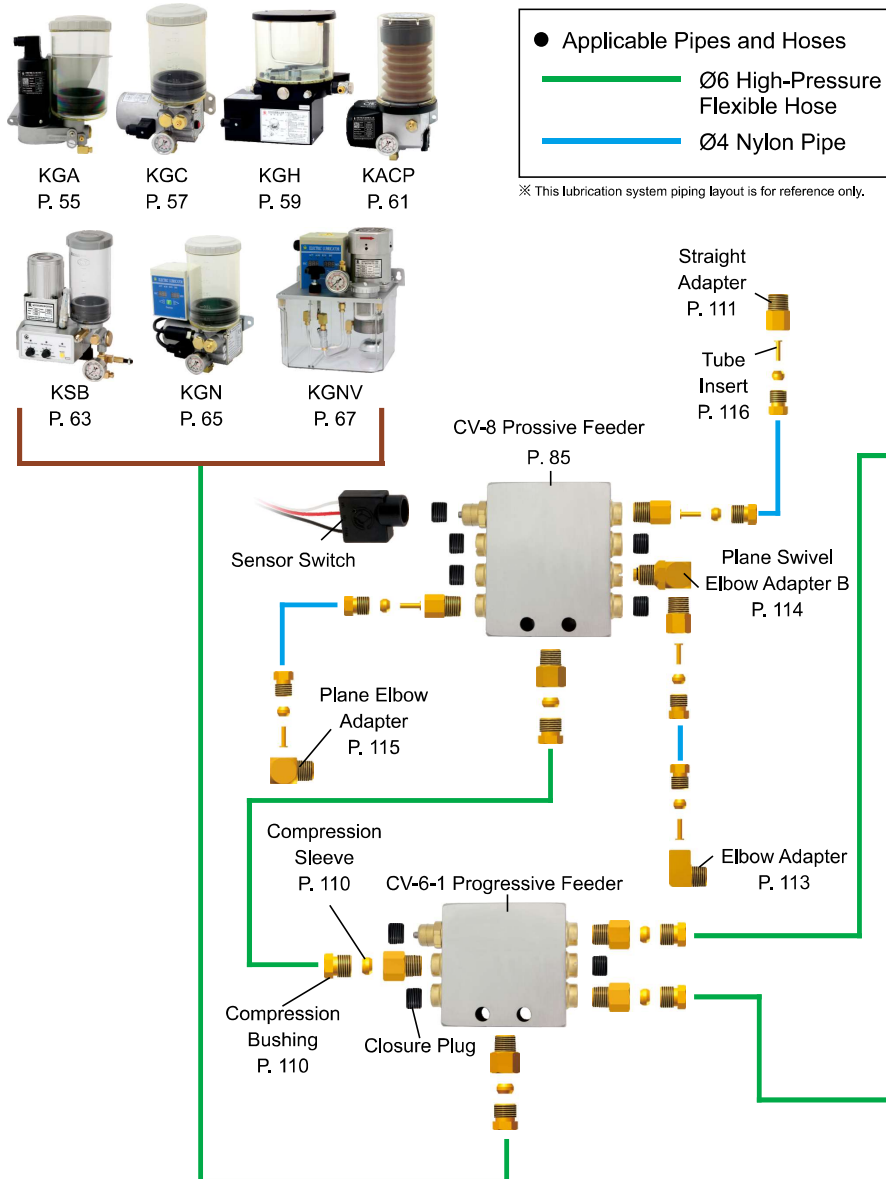 KGA
P. 55
KGC
P. 57
KGH
P. 59
KACP
P. 61
● Applicable Pipes and Hoses
Ø6 High-Pressure
Flexible Hose
Ø4 Nylon Pipe
※ This lubrication system piping layout is for reference only.
KSB
P. 63
KGN
P. 65
KGNV
P. 67
Straight
Adapter
P. 111
Tube
Insert
P. 116
CV-8 Prossive Feeder
P. 85
Sensor Switch
Plane Swivel
Elbow Adapter B
P. 114
Plane Elbow
Adapter
P. 115
Elbow Adapter
P. 113
Compression
Sleeve
P. 110
CV-6-1 Progressive Feeder
Compression
Bushing
P. 110
Closure Plug